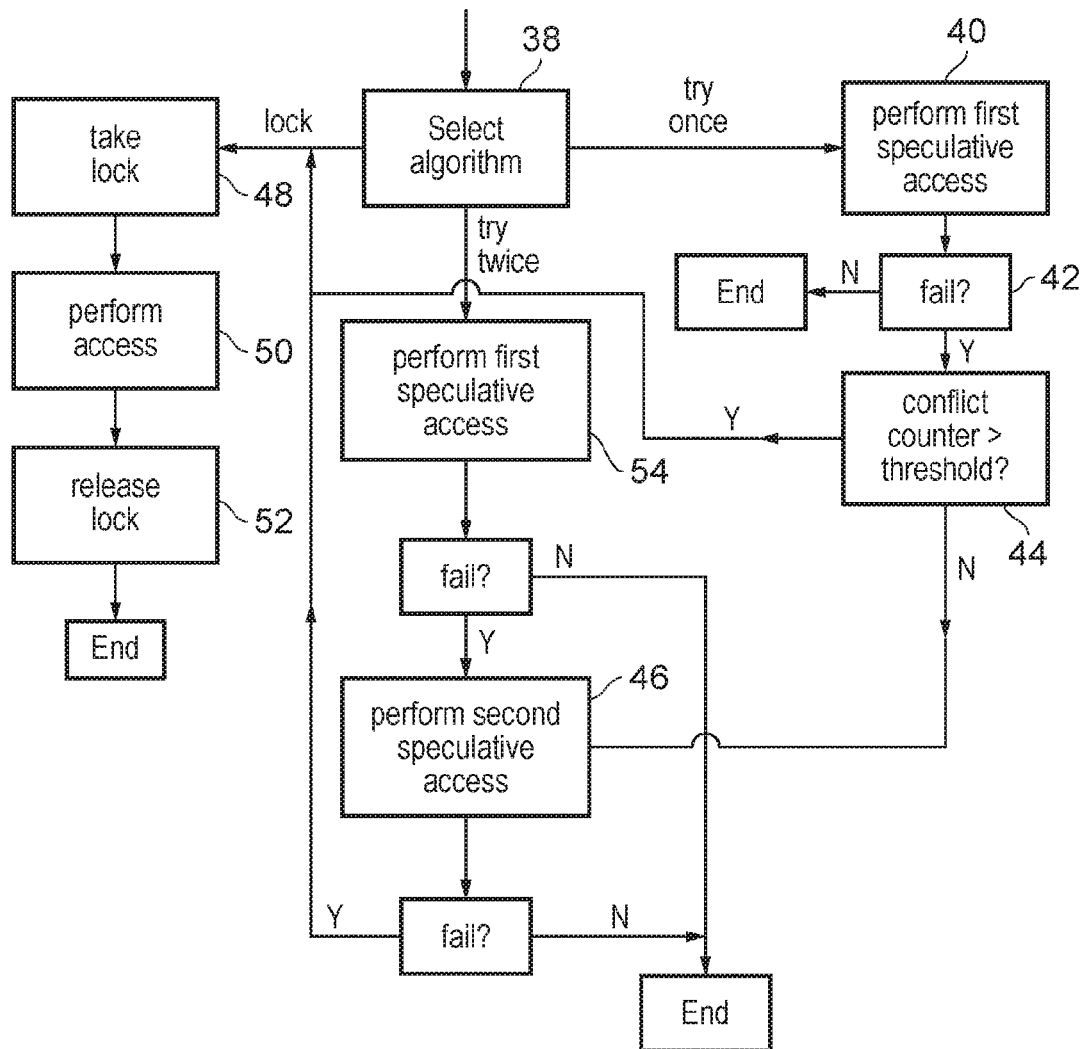 38
40
take
lock
48
lock
Select
algorithm
try
once
perform first
speculative
access
try
twice
End
N
fail?
42
Y
perform
access
50
perform first
speculative
access
54
Y
conflict
counter >
threshold?
44
N
release
lock
52
End
fail?
N
Y
perform second
speculative
access
46
Y
fail?
N
End